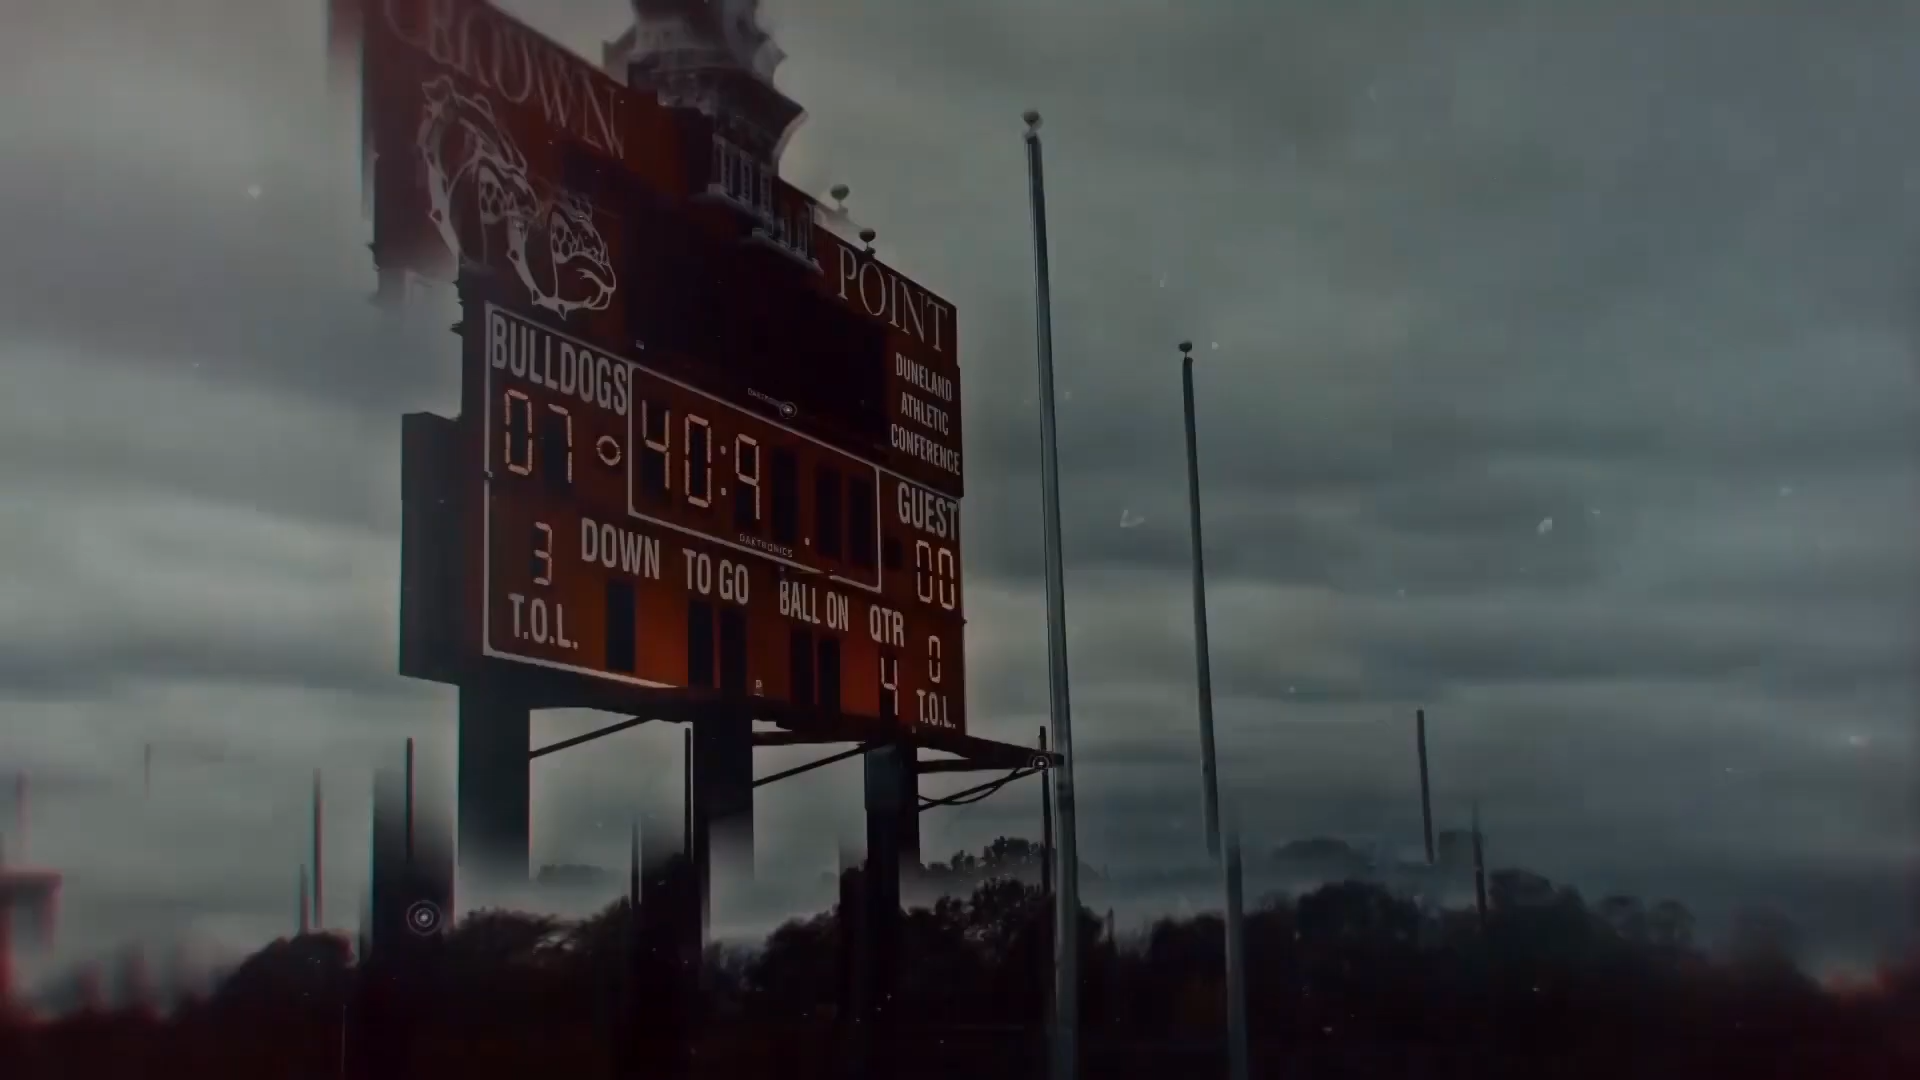 CROWN
POINT
DUNELAND
ATHLETIC
CONFERENCE
BULLDOGS
07
40:9
GUEST
00
DAKTRONICS
3
DOWN
TO GO
BALL ON
QTR
4
0
T.O.L.
T.O.L.